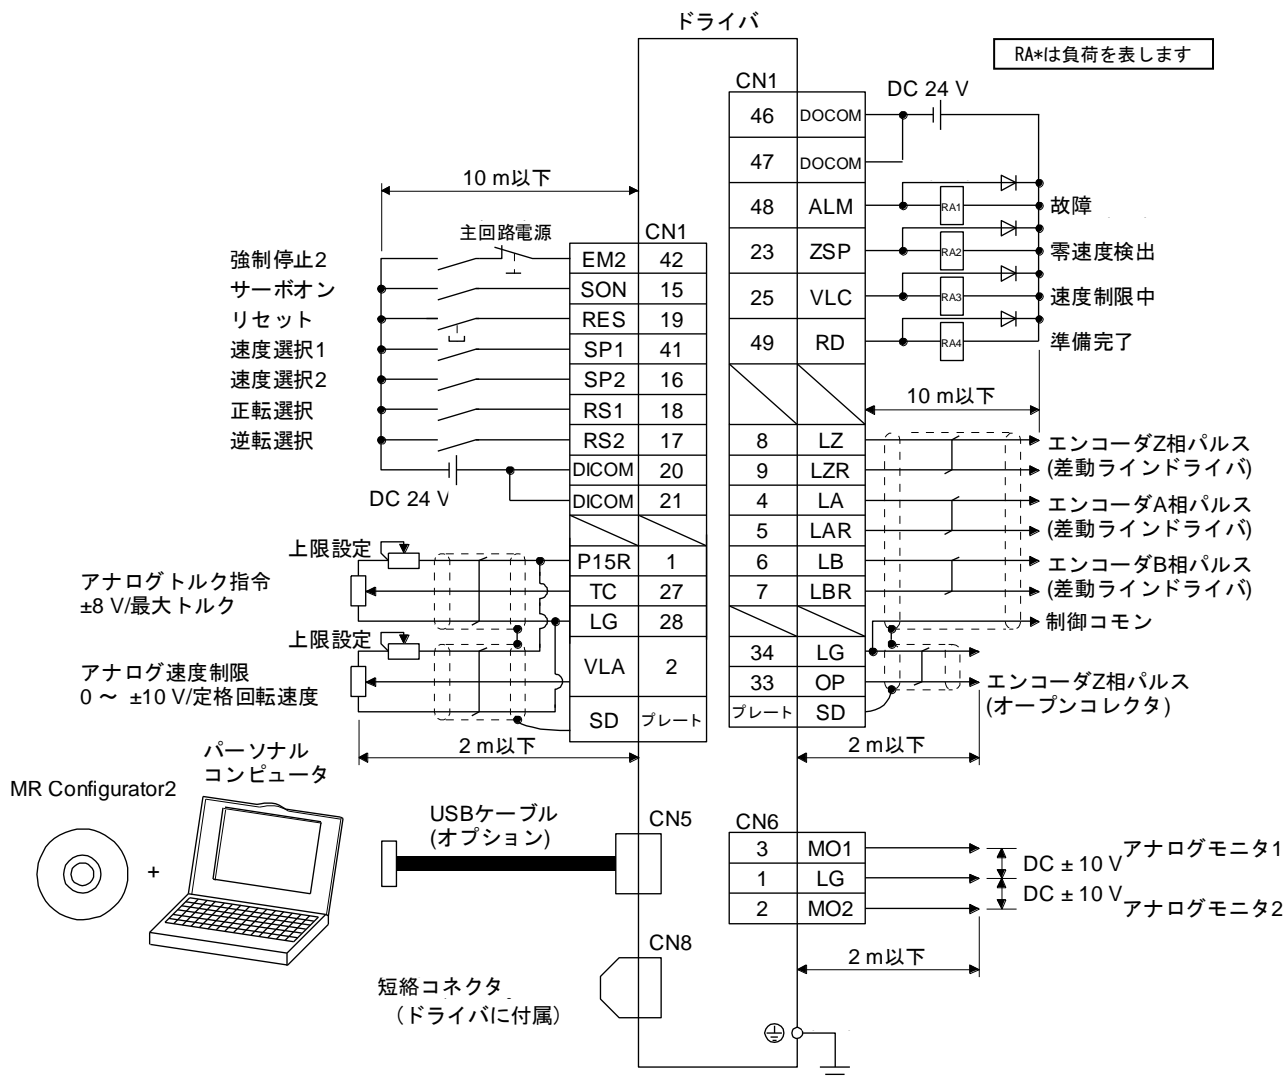 ドライバ
RA*は負荷を表します
CN1
DC 24 V
46 DOCOM
47 DOCOM
48 ALM RA1 故障
23 ZSP RA2 零速度検出
25 VLC RA3 速度制限中
49 RD RA4 準備完了
10 m以下
8 LZ エンコーダZ相パルス
9 LZR (差動ラインドライバ)
4 LA エンコーダA相パルス
5 LAR (差動ラインドライバ)
6 LB エンコーダB相パルス
7 LBR (差動ラインドライバ)
制御コモン
34 LG
33 OP エンコーダZ相パルス
(オープンコレクタ)
プレート SD
2 m以下
10 m以下
主回路電源
CN1
強制停止2 EM2 42
サーボオン SON 15
リセット RES 19
速度選択1 SP1 41
速度選択2 SP2 16
正転選択 RS1 18
逆転選択 RS2 17
DICOM 20
DC 24 V
DICOM 21
上限設定
P15R 1
アナログトルク指令
±8 V/最大トルク
TC 27
LG 28
上限設定
アナログ速度制限
0 ～ ±10 V/定格回転速度
VLA 2
SD プレート
2 m以下
パーソナル
コンピュータ
MR Configurator2
+
USBケーブル
(オプション)
CN5
CN6
3 MO1 アナログモニタ1
DC ± 10 V
1 LG
DC ± 10 V
2 MO2 アナログモニタ2
2 m以下
CN8
短絡コネクタ
（ドライバに付属）